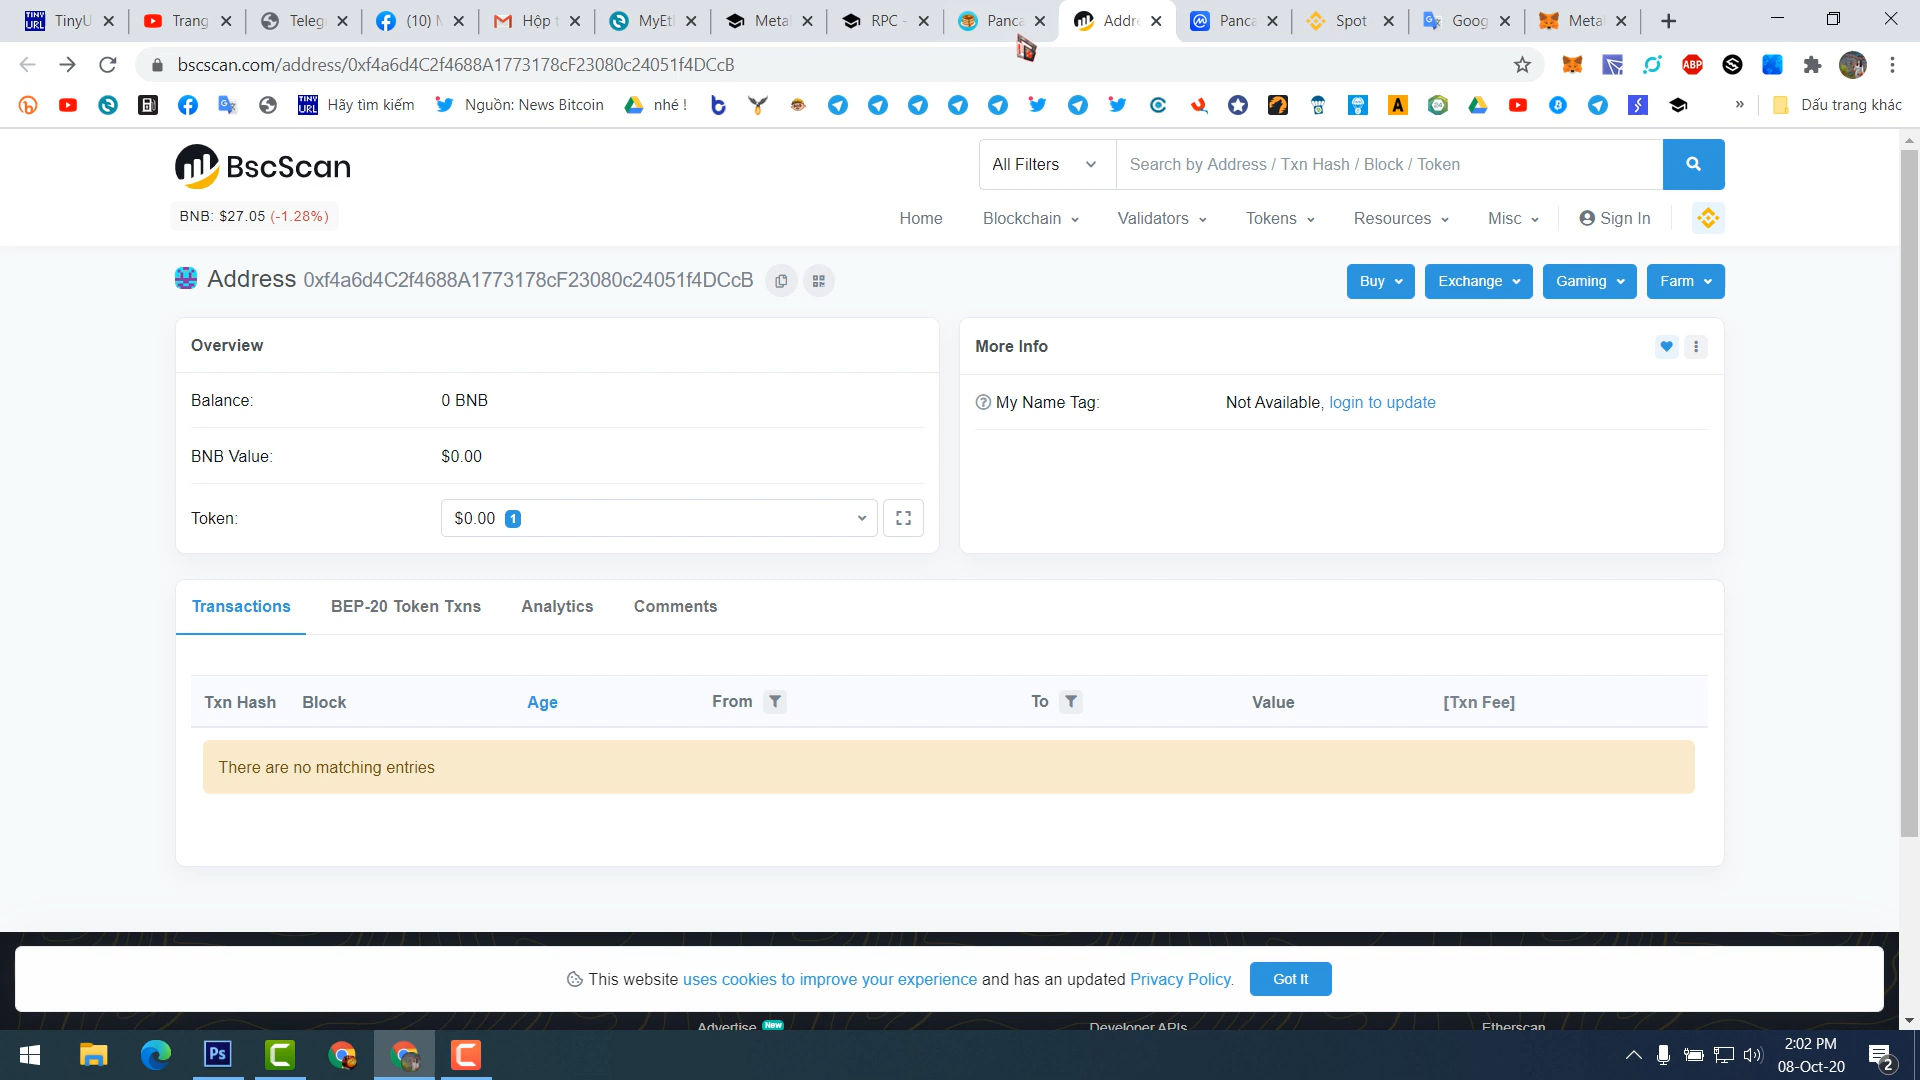 TinyU
Trang
Teleg
(10) M
Hộp t
MyEt
Meta
RPC -
Panca
Addre
Panca
Spot
Goog
Meta
bscscan.com/address/0xf4a6d4C2f4688A1773178cF23080c24051f4DCcB
ABP
TINY URL Hãy tìm kiếm
Nguồn: News Bitcoin
nhé !
»
Dấu trang khác
BscScan
All Filters
Search by Address / Txn Hash / Block / Token
BNB: $27.05 (-1.28%)
Home
Blockchain
Validators
Tokens
Resources
Misc
Sign In
Address 0xf4a6d4C2f4688A1773178cF23080c24051f4DCcB
Buy
Exchange
Gaming
Farm
Overview
More Info
Balance:
0 BNB
My Name Tag:
Not Available, login to update
BNB Value:
$0.00
Token:
$0.00 1
Transactions
BEP-20 Token Txns
Analytics
Comments
Txn Hash
Block
Age
From
To
Value
[Txn Fee]
There are no matching entries
This website uses cookies to improve your experience and has an updated Privacy Policy.
Got It
Advertise New
Developer APIs
Etherscan
Ps
2:02 PM
08-Oct-20
2